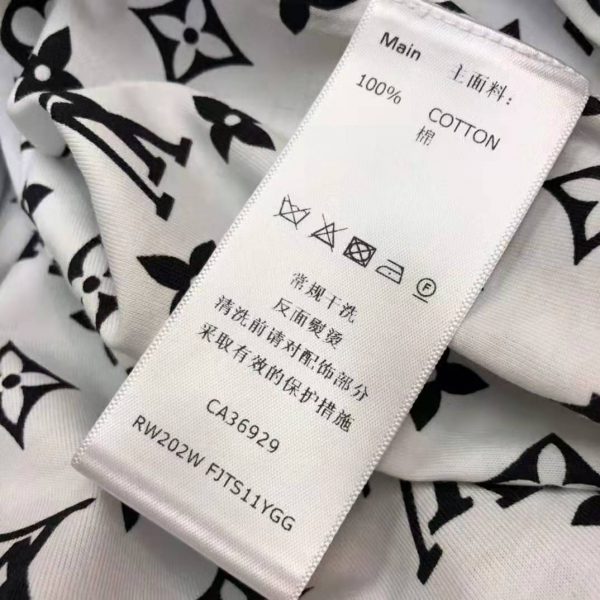 Main 主面料：
100% COTTON
棉
F
常规干洗
反面熨烫
清洗前请对配饰部分
采取有效的保护措施
CA36929
RW202W FJTS11YGG